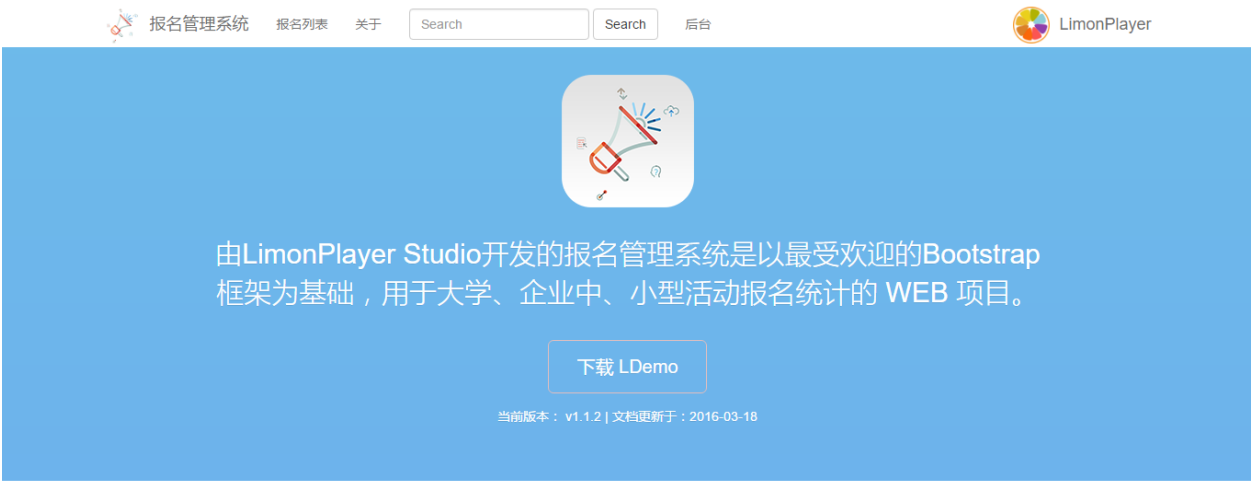 报名管理系统 报名列表 关于 Search Search 后台 LimonPlayer
由LimonPlayer Studio开发的报名管理系统是以最受欢迎的Bootstrap
框架为基础，用于大学、企业中、小型活动报名统计的 WEB 项目。
下载 LDemo
当前版本： v1.1.2 | 文档更新于：2016-03-18